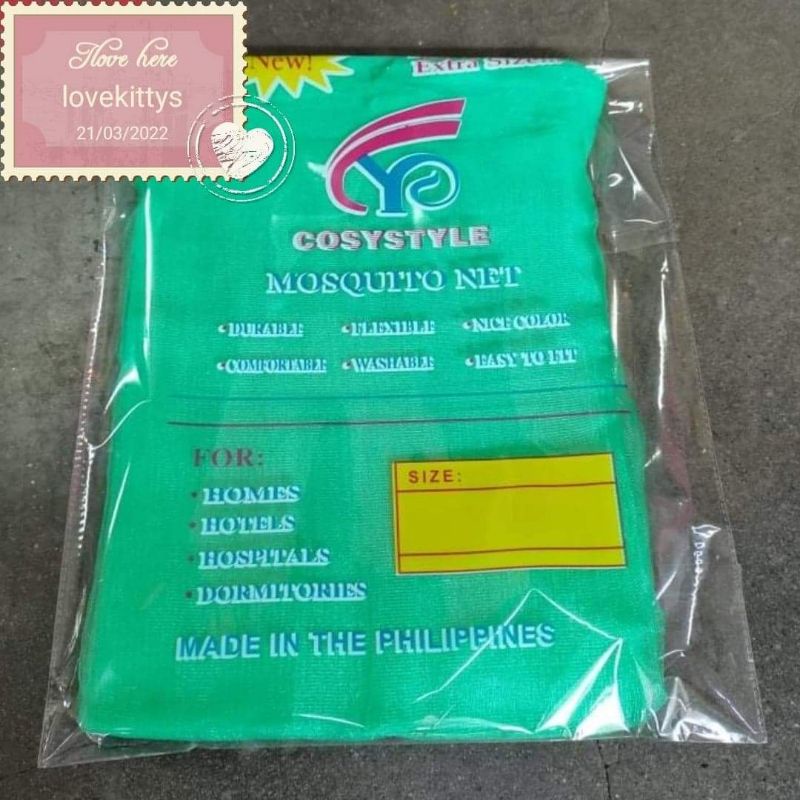 I love here
lovekittys
21/03/2022
New!
Extra Size
COSYSTYLE
MOSQUITO NET
• DURABLE • FLEXIBLE • NICE COLOR
• COMFORTABLE • WASHABLE • EASY TO FIT
FOR:
• HOMES
• HOTELS
• HOSPITALS
• DORMITORIES
SIZE:
MADE IN THE PHILIPPINES